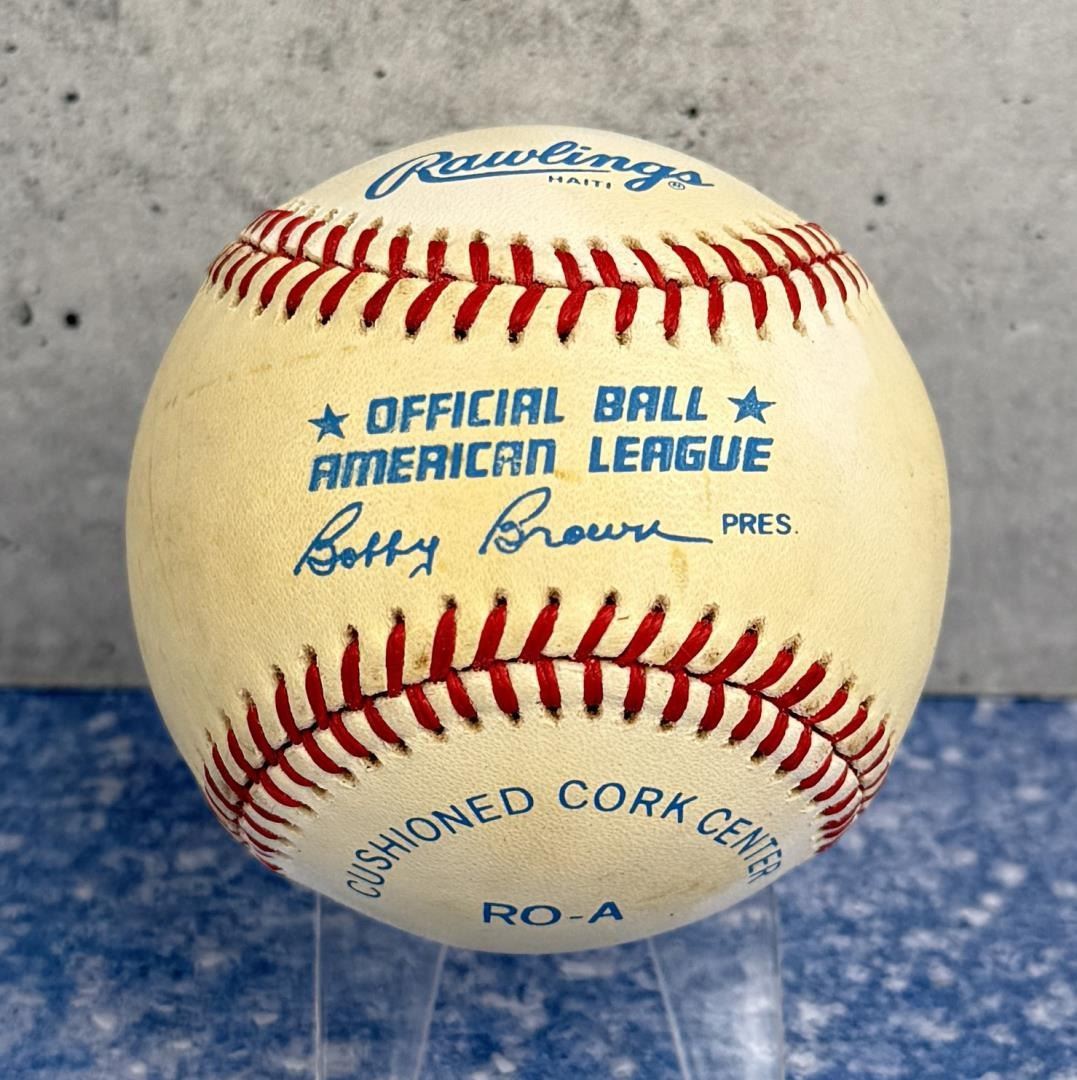 Rawlings®
HAITI
★ OFFICIAL BALL ★
AMERICAN LEAGUE
Bobby Brown PRES.
CUSHIONED CORK CENTER
RO-A